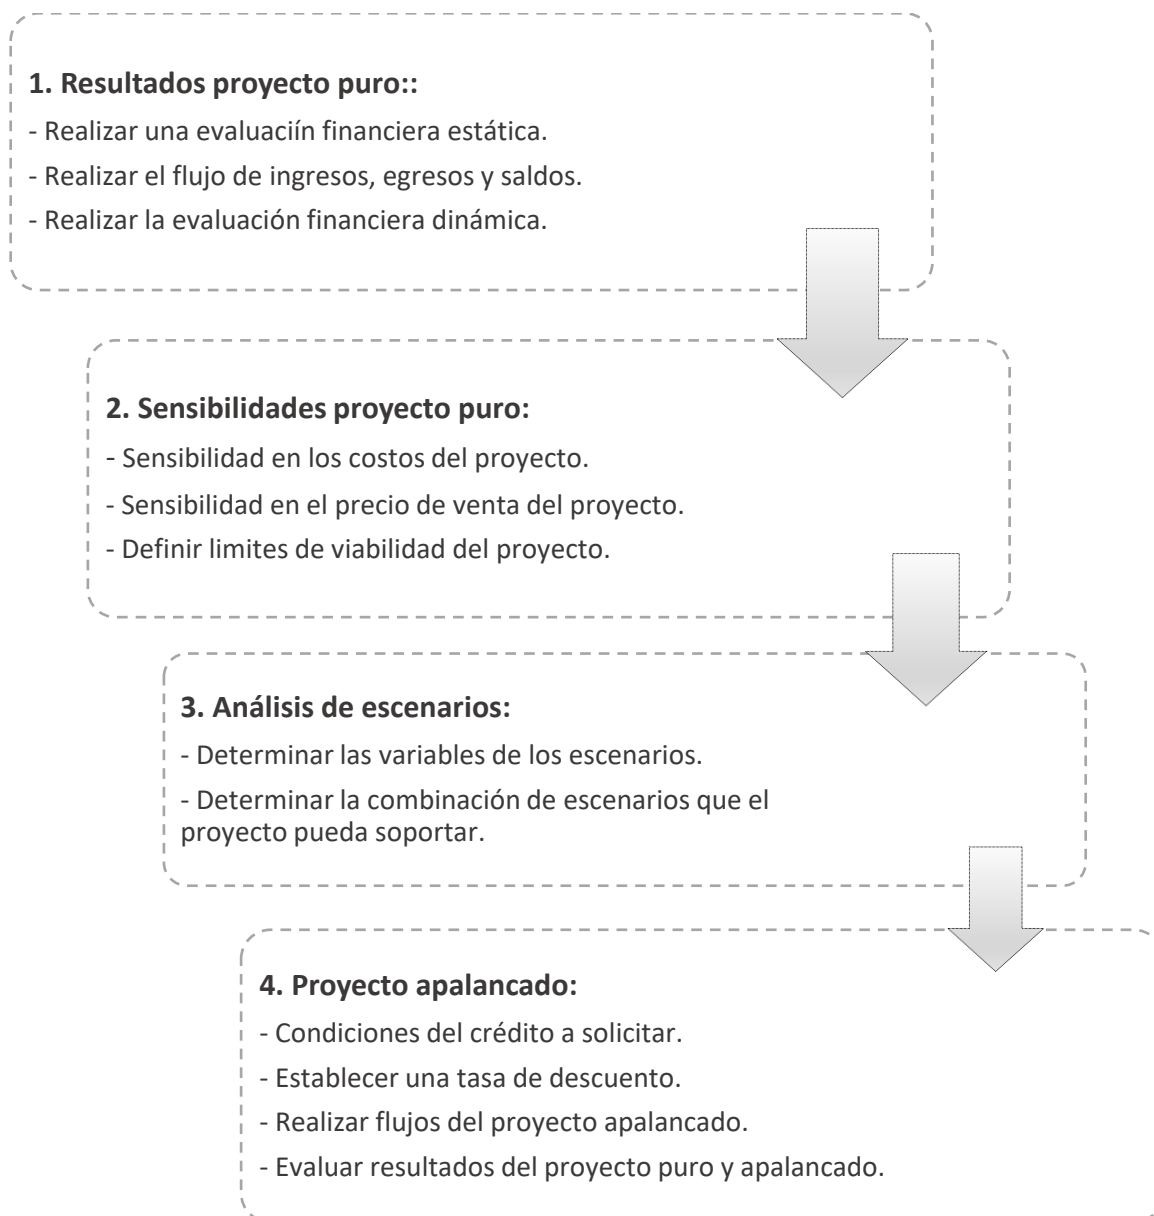 1. Resultados proyecto puro::
- Realizar una evaluaciín financiera estática.
- Realizar el flujo de ingresos, egresos y saldos.
- Realizar la evaluación financiera dinámica.
2. Sensibilidades proyecto puro:
- Sensibilidad en los costos del proyecto.
- Sensibilidad en el precio de venta del proyecto.
- Definir limites de viabilidad del proyecto.
3. Análisis de escenarios:
- Determinar las variables de los escenarios.
- Determinar la combinación de escenarios que el
proyecto pueda soportar.
4. Proyecto apalancado:
- Condiciones del crédito a solicitar.
- Establecer una tasa de descuento.
- Realizar flujos del proyecto apalancado.
- Evaluar resultados del proyecto puro y apalancado.